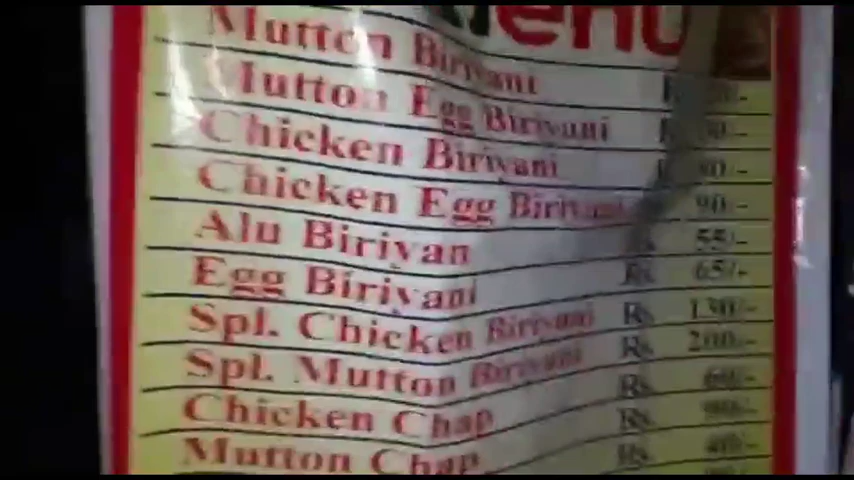 Menu
Mutton Biriyani
Mutton Egg Biriyani
Chicken Biriyani
Chicken Egg Biriyani 90/-
Alu Biriyan 55/-
Egg Biriyani Rs. 65/-
Spl. Chicken Biriyani Rs. 130/-
Spl. Mutton Biriyani Rs. 200/-
Chicken Chap Rs. 60/-
Mutton Chap Rs.
Rs.